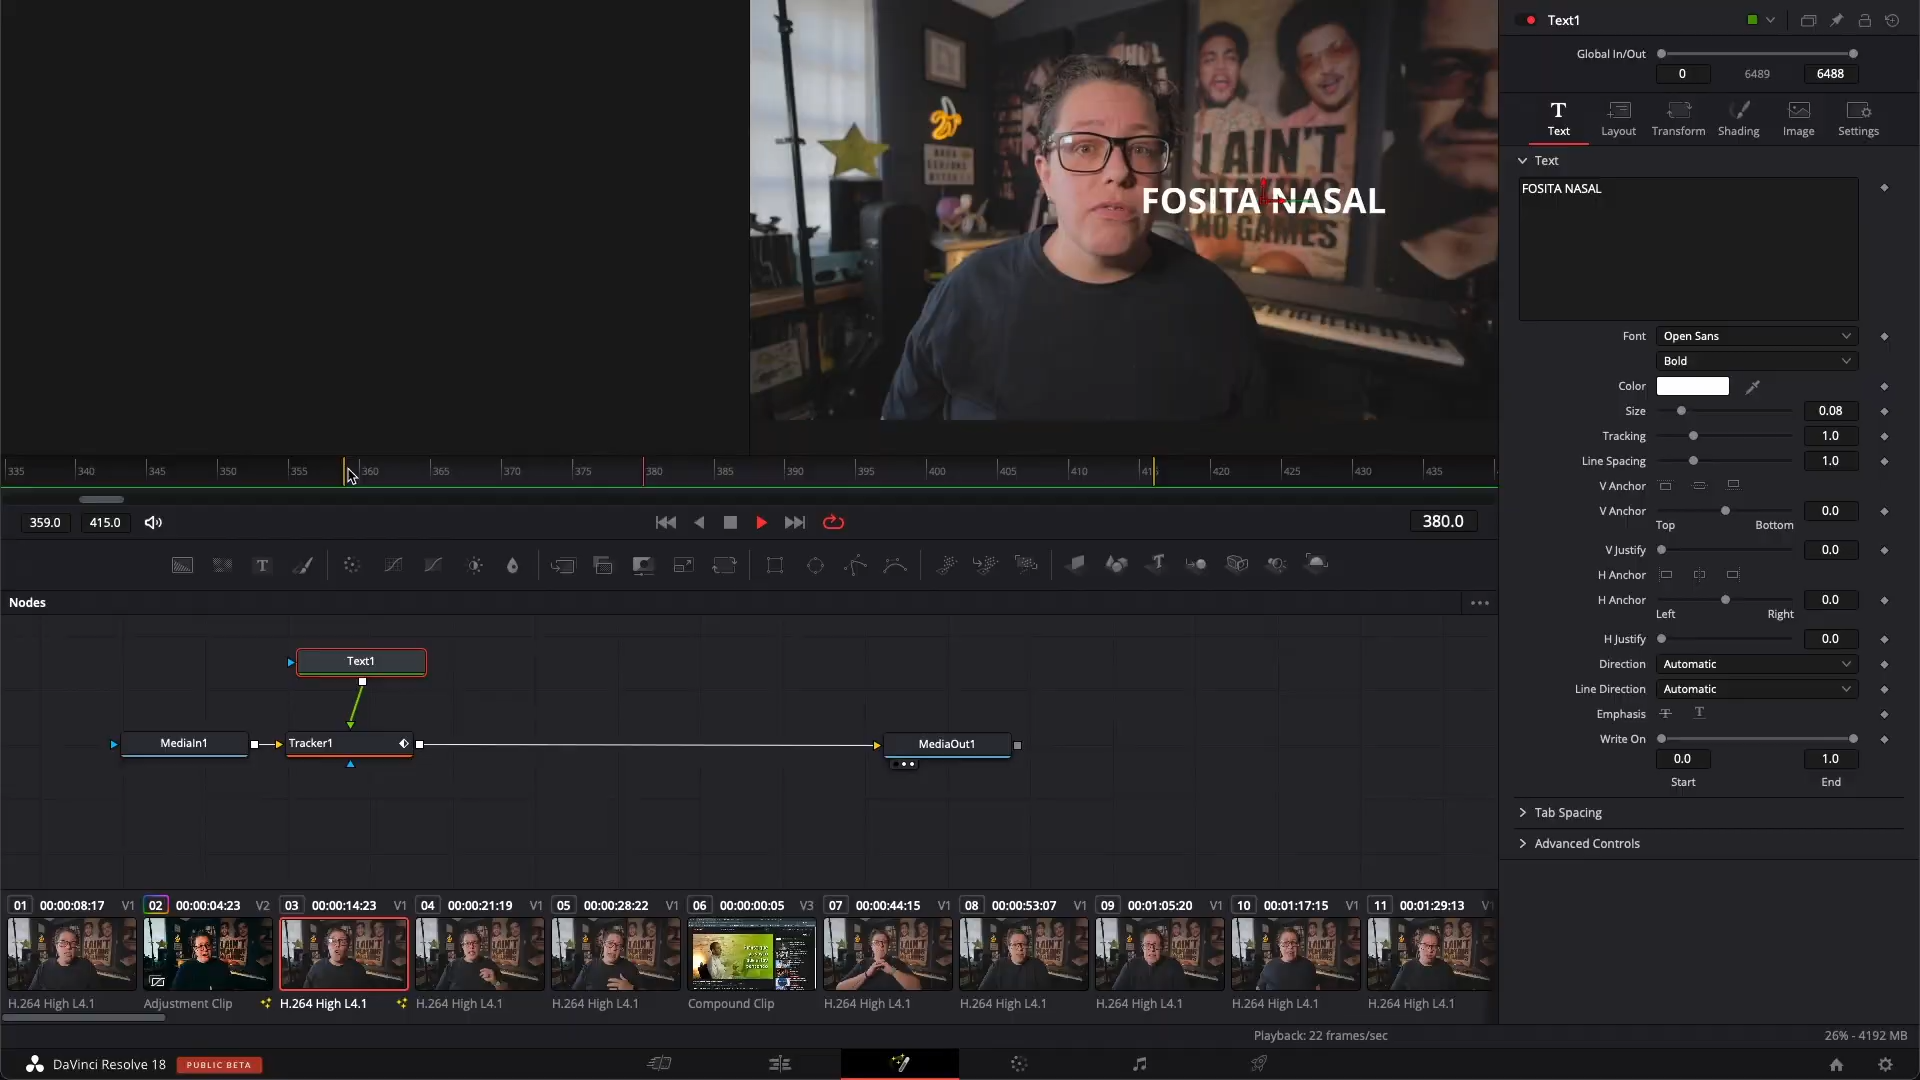 Text1
Global In/Out
0 6489 6488
I AIN'T
NO GAMES
FOSITA NASAL
Text Layout Transform Shading Image Settings
Text
FOSITA NASAL
Font Open Sans
Bold
Color
Size 0.08
Tracking 1.0
Line Spacing 1.0
V Anchor
V Anchor 0.0
Top Bottom
V Justify 0.0
H Anchor
H Anchor 0.0
Left Right
H Justify 0.0
Direction Automatic
Line Direction Automatic
Emphasis
Write On
0.0 1.0
Start End
Tab Spacing
Advanced Controls
335 340 345 350 355 360 365 370 375 380 385 390 395 400 405 410 415 420 425 430 435
359.0 415.0 380.0
Nodes
Text1
MediaIn1 Tracker1 MediaOut1
01 00:00:08:17 V1 02 00:00:04:23 V2 03 00:00:14:23 V1 04 00:00:21:19 V1 05 00:00:28:22 V1 06 00:00:00:05 V3 07 00:00:44:15 V1 08 00:00:53:07 V1 09 00:01:05:20 V1 10 00:01:17:15 V1 11 00:01:29:13
H.264 High L4.1 Adjustment Clip H.264 High L4.1 H.264 High L4.1 H.264 High L4.1 Compound Clip H.264 High L4.1 H.264 High L4.1 H.264 High L4.1 H.264 High L4.1 H.264 High L4.1
Playback: 22 frames/sec 26% - 4192 MB
DaVinci Resolve 18 PUBLIC BETA